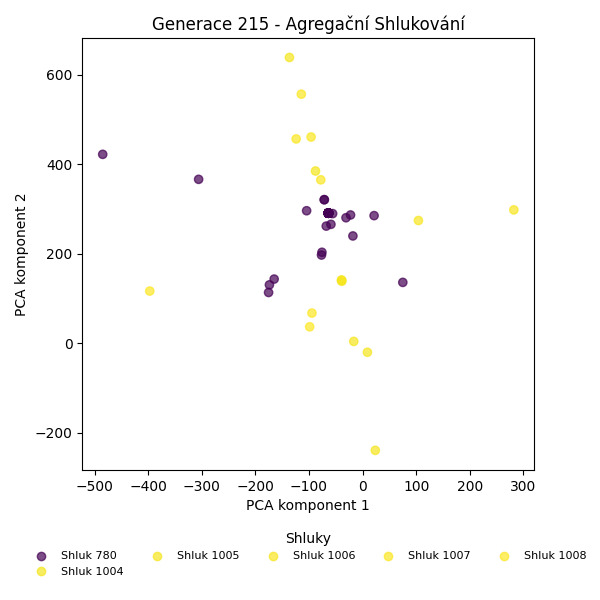 Generace 215 - Agregační Shlukování
PCA komponent 2
600
400
200
0
−200
−500 −400 −300 −200 −100 0 100 200 300
PCA komponent 1
Shluky
Shluk 780 Shluk 1005 Shluk 1006 Shluk 1007 Shluk 1008
Shluk 1004